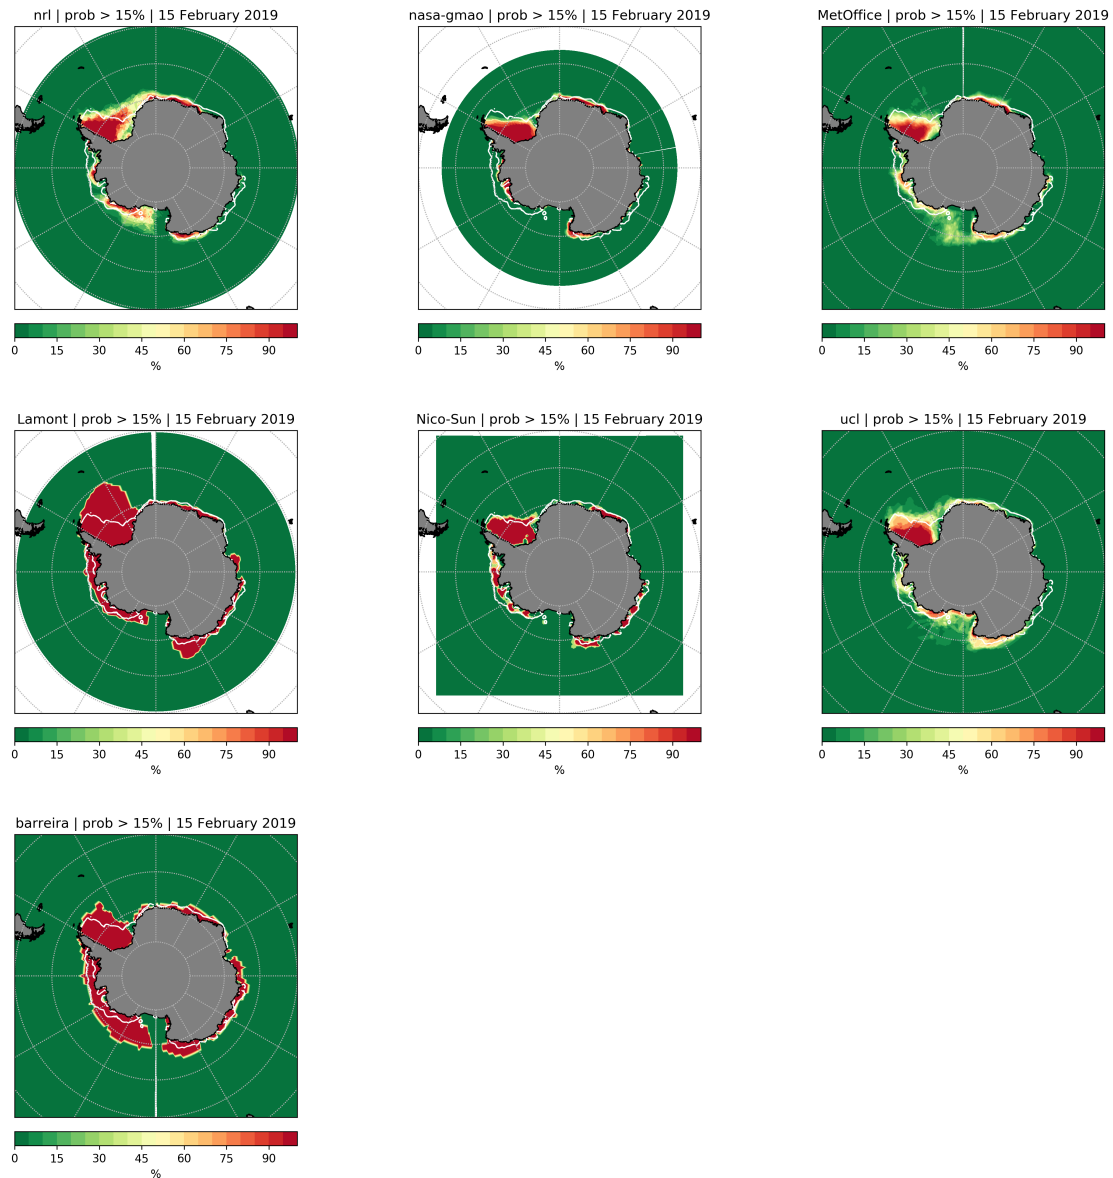 nrl | prob > 15% | 15 February 2019
nasa-gmao | prob > 15% | 15 February 2019
MetOffice | prob > 15% | 15 February 2019
0 15 30 45 60 75 90
%
0 15 30 45 60 75 90
%
0 15 30 45 60 75 90
%
Lamont | prob > 15% | 15 February 2019
Nico-Sun | prob > 15% | 15 February 2019
ucl | prob > 15% | 15 February 2019
0 15 30 45 60 75 90
%
0 15 30 45 60 75 90
%
0 15 30 45 60 75 90
%
barreira | prob > 15% | 15 February 2019
0 15 30 45 60 75 90
%